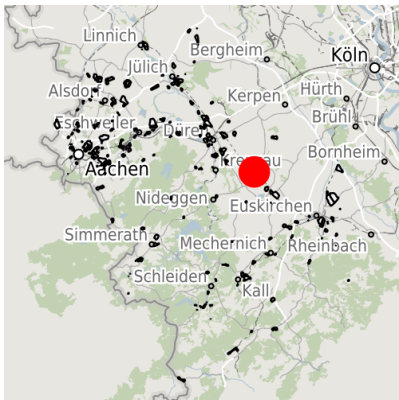 Linnich
Bergheim
Köln
Jülich
Alsdorf
Kerpen
Hürth
Eschweiler
Düren
Brühl
Bornheim
Aachen
Nideggen
Euskirchen
Simmerath
Mechernich
Rheinbach
Schleiden
Kall